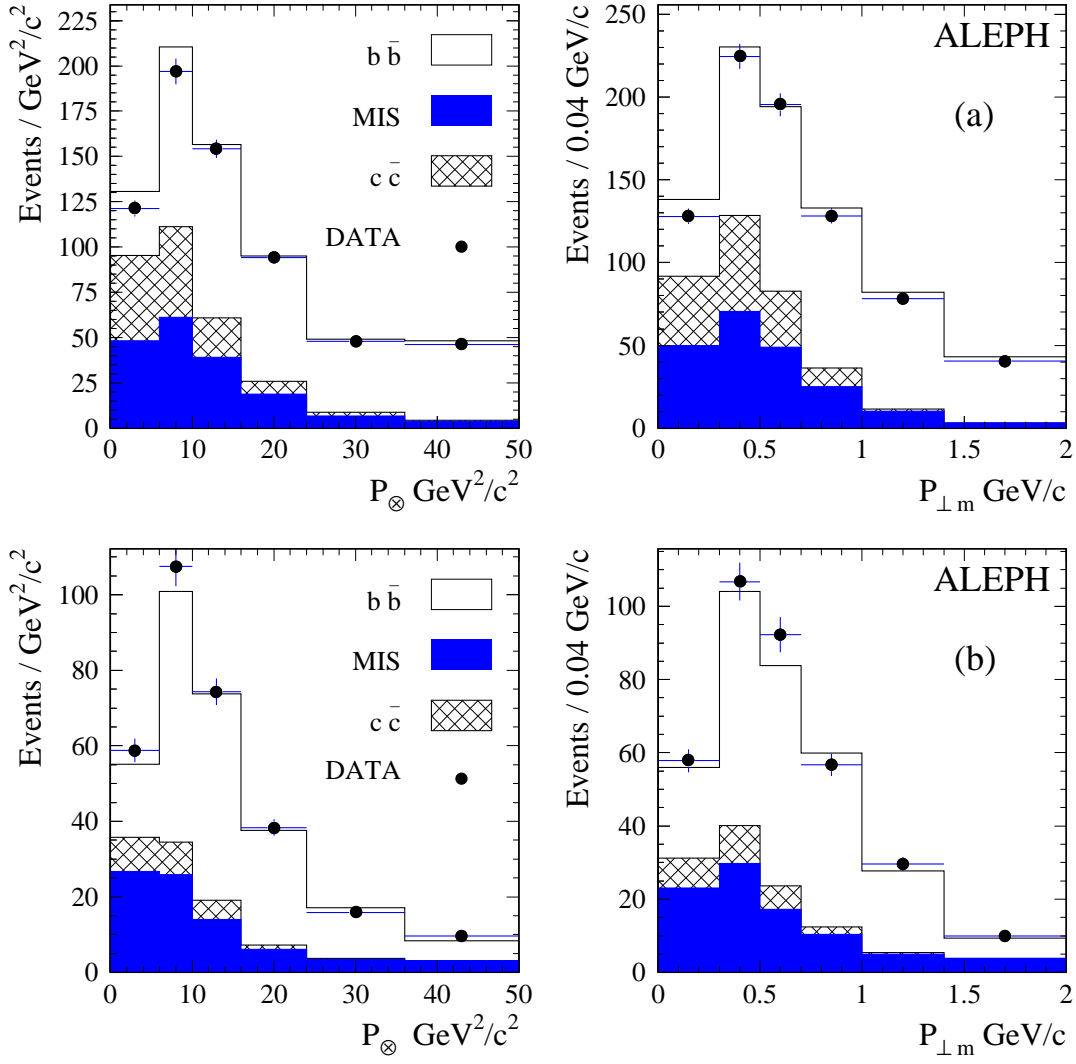 Events / GeV²/c²
225
200
175
150
125
100
75
50
25
0
b b̅
MIS
c c̅
DATA
0 10 20 30 40 50
P⊗ GeV²/c²
Events / 0.04 GeV/c
250
200
150
100
50
0
ALEPH
(a)
0 0.5 1 1.5 2
P⊥m GeV/c
Events / GeV²/c²
100
80
60
40
20
0
b b̅
MIS
c c̅
DATA
0 10 20 30 40 50
P⊗ GeV²/c²
Events / 0.04 GeV/c
100
80
60
40
20
0
ALEPH
(b)
0 0.5 1 1.5 2
P⊥m GeV/c